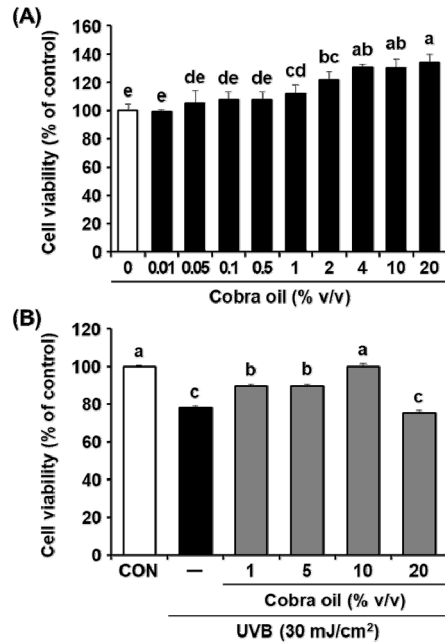 (A)
160
140
120
100
80
60
40
20
0
Cell viability (% of control)
e e de de de cd bc ab ab a
0 0.01 0.05 0.1 0.5 1 2 4 10 20
Cobra oil (% v/v)
(B)
120
100
80
60
40
20
0
Cell viability (% of control)
a c b b a c
CON — 1 5 10 20
Cobra oil (% v/v)
UVB (30 mJ/cm²)